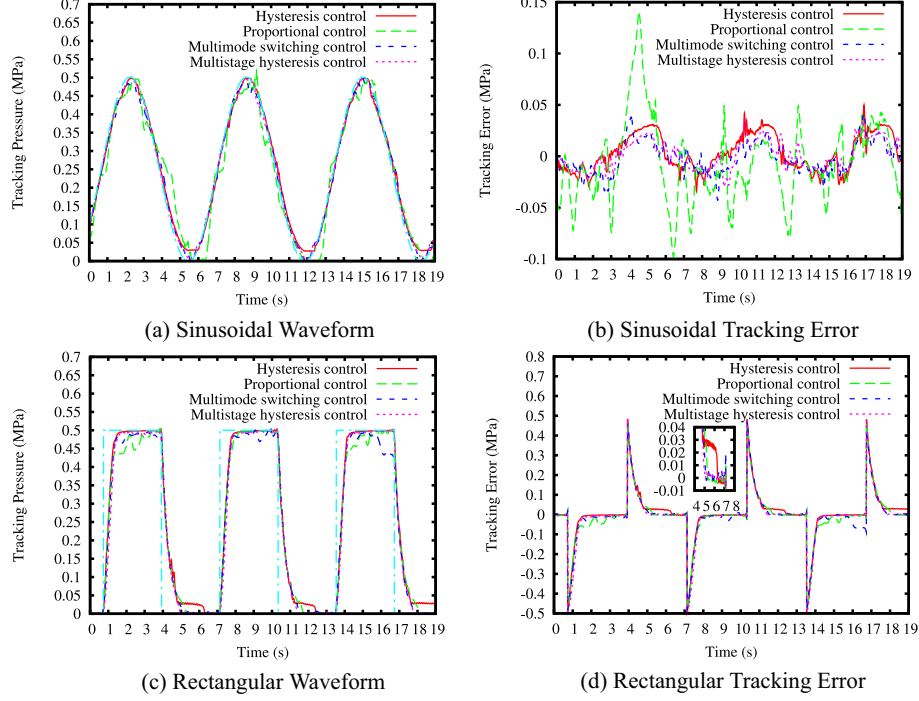 0.7
0.65
0.6
0.55
0.5
0.45
0.4
0.35
0.3
0.25
0.2
0.15
0.1
0.05
0
Tracking Pressure (MPa)
Hysteresis control
Proportional control
Multimode switching control
Multistage hysteresis control
0 1 2 3 4 5 6 7 8 9 10 11 12 13 14 15 16 17 18 19
Time (s)
(a) Sinusoidal Waveform
0.15
0.1
0.05
0
-0.05
-0.1
Tracking Error (MPa)
Hysteresis control
Proportional control
Multimode switching control
Multistage hysteresis control
0 1 2 3 4 5 6 7 8 9 10 11 12 13 14 15 16 17 18 19
Time (s)
(b) Sinusoidal Tracking Error
0.7
0.65
0.6
0.55
0.5
0.45
0.4
0.35
0.3
0.25
0.2
0.15
0.1
0.05
0
Tracking Pressure (MPa)
Hysteresis control
Proportional control
Multimode switching control
Multistage hysteresis control
0 1 2 3 4 5 6 7 8 9 10 11 12 13 14 15 16 17 18 19
Time (s)
(c) Rectangular Waveform
0.8
0.7
0.6
0.5
0.4
0.3
0.2
0.1
0
-0.1
-0.2
-0.3
-0.4
-0.5
Tracking Error (MPa)
Hysteresis control
Proportional control
Multimode switching control
Multistage hysteresis control
0.04
0.03
0.02
0.01
0
-0.01
4 5 6 7 8
0 1 2 3 4 5 6 7 8 9 10 11 12 13 14 15 16 17 18 19
Time (s)
(d) Rectangular Tracking Error